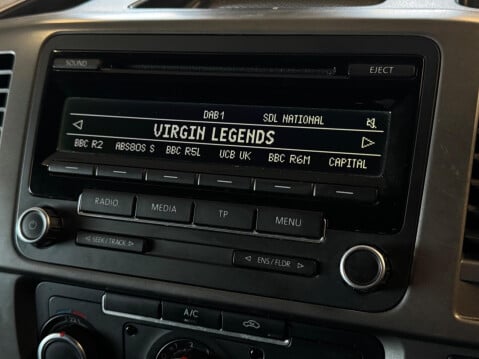 SOUND
EJECT
DAB1 SDL NATIONAL
VIRGIN LEGENDS
BBC R2 ABS80S S BBC R5L UCB UK BBC R6M CAPITAL
RADIO MEDIA TP MENU
SEEK/TRACK ENS/FLDR
A/C